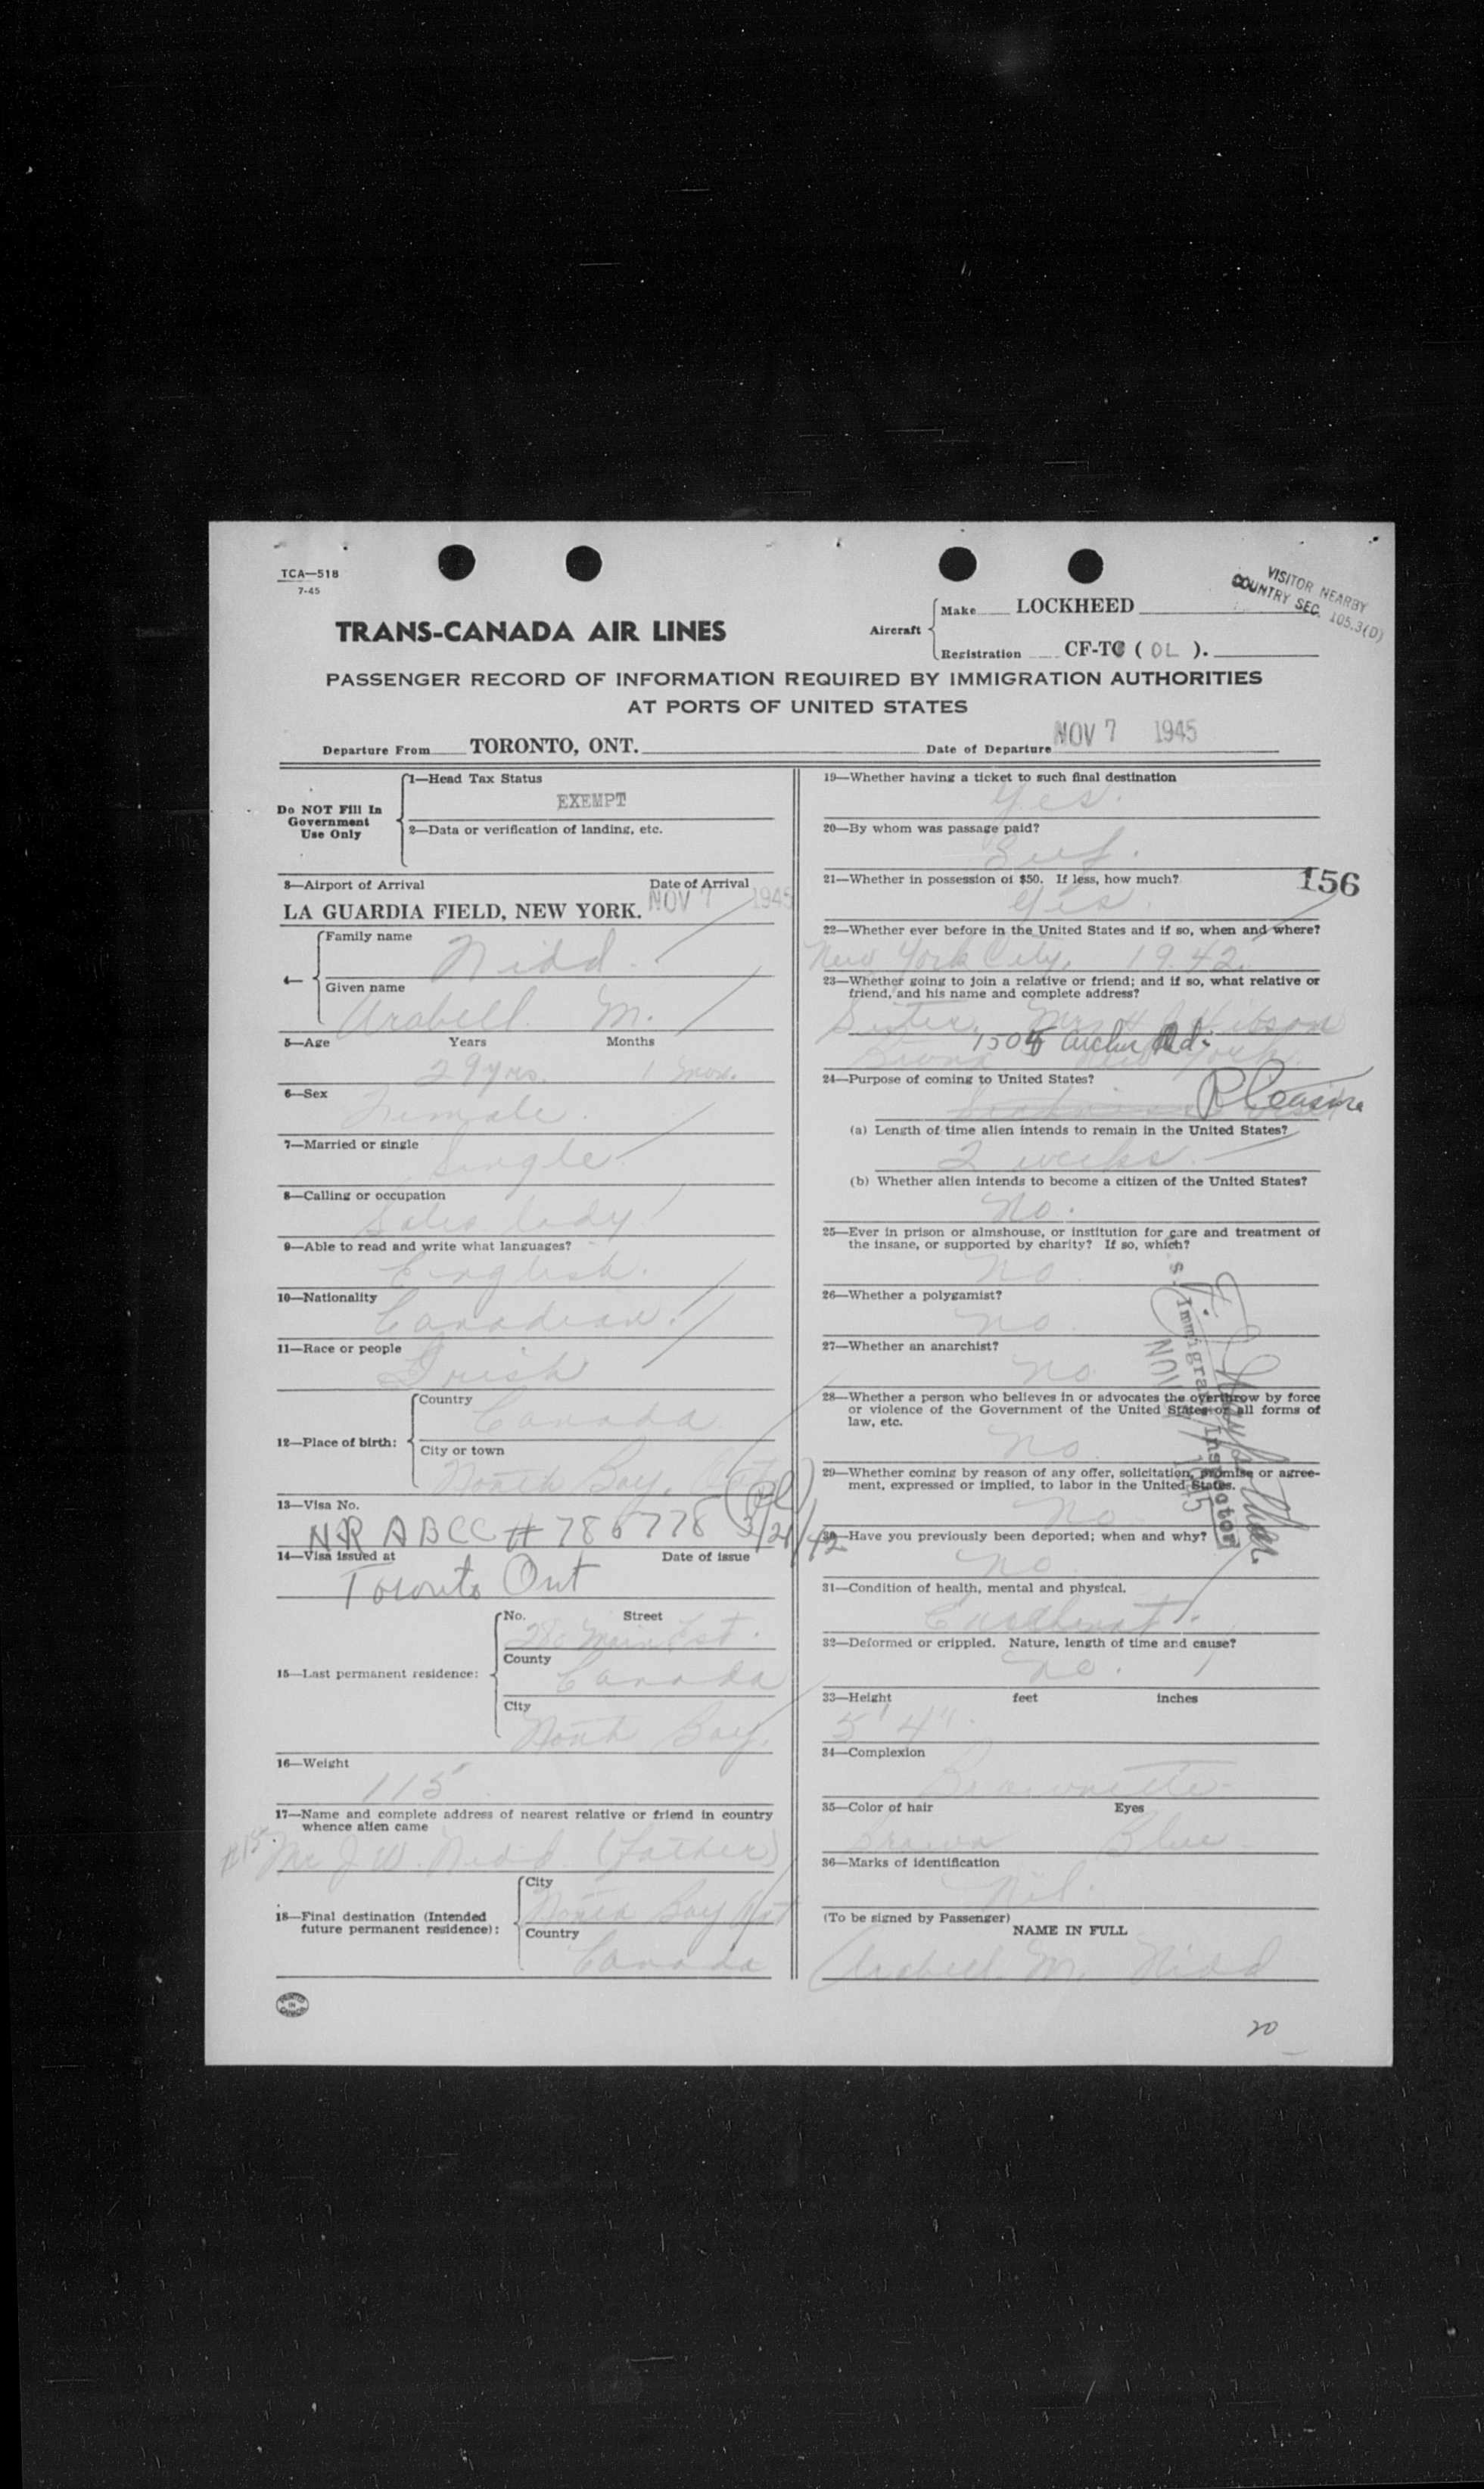 TCA—518
7-45
VISITOR NEARBY
COUNTRY SEC. 105.3(D)
TRANS-CANADA AIR LINES
Aircraft
Make LOCKHEED
Registration CF-TC ( OL ).
PASSENGER RECORD OF INFORMATION REQUIRED BY IMMIGRATION AUTHORITIES
AT PORTS OF UNITED STATES
Departure From TORONTO, ONT.
Date of Departure NOV 7 1945
Do NOT Fill In
Government
Use Only
1—Head Tax Status
EXEMPT
2—Data or verification of landing, etc.
3—Airport of Arrival Date of Arrival
LA GUARDIA FIELD, NEW YORK. NOV 7 1945
4—
Family name
Nidd
Given name
Arabell M.
5—Age Years Months
29 yrs. 1 mos.
6—Sex
Female.
7—Married or single
Single
8—Calling or occupation
Sales lady
9—Able to read and write what languages?
English.
10—Nationality
Canadian.
11—Race or people
Irish
12—Place of birth:
Country
Canada
City or town
North Bay, Ont
13—Visa No.
NR ABCC # 786778 3/21/42
14—Visa issued at Date of issue
Toronto Ont
15—Last permanent residence:
No. Street
Main
County
Canada
City
North Bay,
16—Weight
115
17—Name and complete address of nearest relative or friend in country
whence alien came
Mr J. W. Nidd (Father)
18—Final destination (Intended
future permanent residence):
City
North Bay Ont
Country
Canada
19—Whether having a ticket to such final destination
Yes.
20—By whom was passage paid?
Self.
21—Whether in possession of $50. If less, how much?
Yes.
156
22—Whether ever before in the United States and if so, when and where?
New York City, 1942.
23—Whether going to join a relative or friend; and if so, what relative or
friend, and his name and complete address?
Sister, Mrs H J Gibson
1505 Archer Rd.
Bronx New York.
24—Purpose of coming to United States?
Pleasure
(a) Length of time alien intends to remain in the United States?
2 weeks.
(b) Whether alien intends to become a citizen of the United States?
No.
25—Ever in prison or almshouse, or institution for care and treatment of
the insane, or supported by charity? If so, which?
No.
26—Whether a polygamist?
No.
27—Whether an anarchist?
No
28—Whether a person who believes in or advocates the overthrow by force
or violence of the Government of the United States or all forms of
law, etc.
No.
29—Whether coming by reason of any offer, solicitation, promise or agree-
ment, expressed or implied, to labor in the United States.
No
30—Have you previously been deported; when and why?
No.
Immigrant Inspector
NOV 7 1945
31—Condition of health, mental and physical.
Excellent.
32—Deformed or crippled. Nature, length of time and cause?
No.
33—Height feet inches
5' 4".
34—Complexion
Brownette
35—Color of hair Eyes
Brown Blue
36—Marks of identification
Nil.
(To be signed by Passenger)
NAME IN FULL
Arabell M. Nidd
PRINTED
IN
CANADA
20